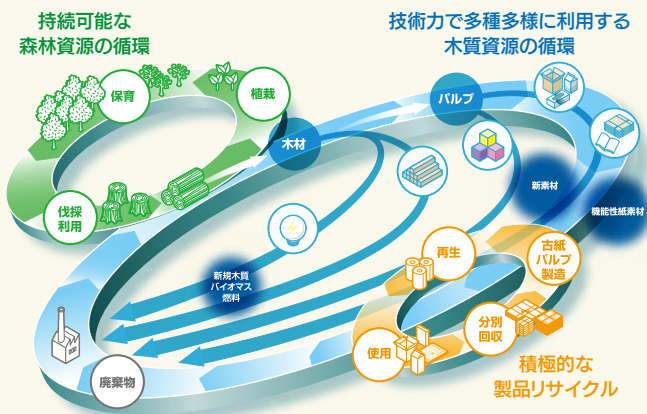 持続可能な
森林資源の循環
技術力で多種多様に利用する
木質資源の循環
保育
植栽
伐採
利用
木材
パルプ
新素材
機能性紙素材
新規木質
バイオマス
燃料
再生
古紙
パルプ
製造
分別
回収
使用
廃棄物
積極的な
製品リサイクル